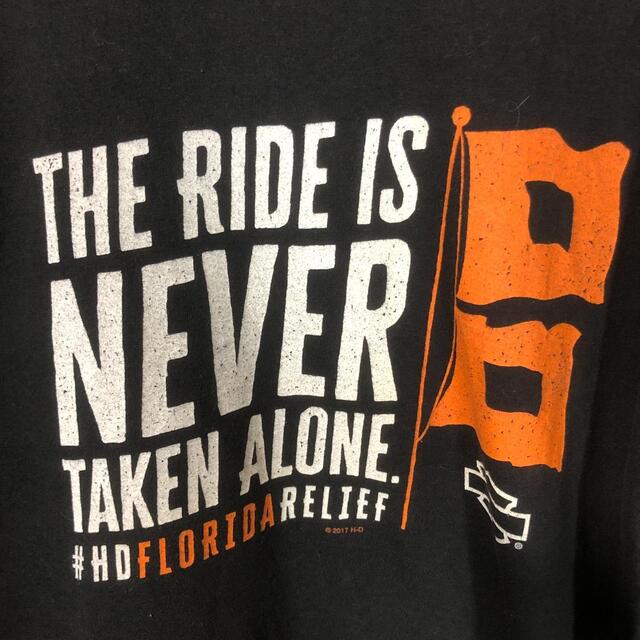 THE RIDE IS
NEVER
TAKEN ALONE.
#HDFLORIDARELIEF
© 2017 H-D
®